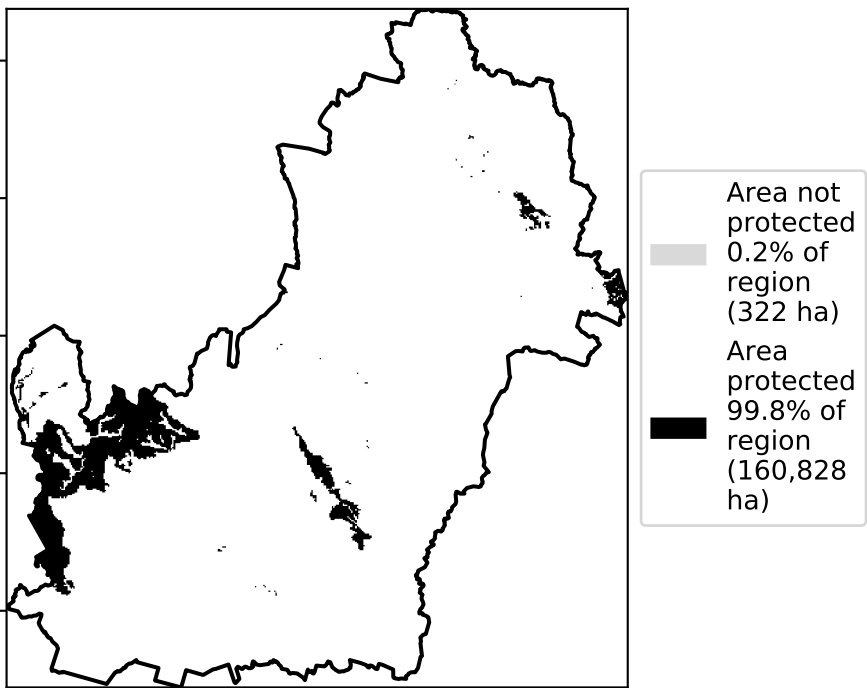 Area not
protected
0.2% of
region
(322 ha)
Area
protected
99.8% of
region
(160,828
ha)